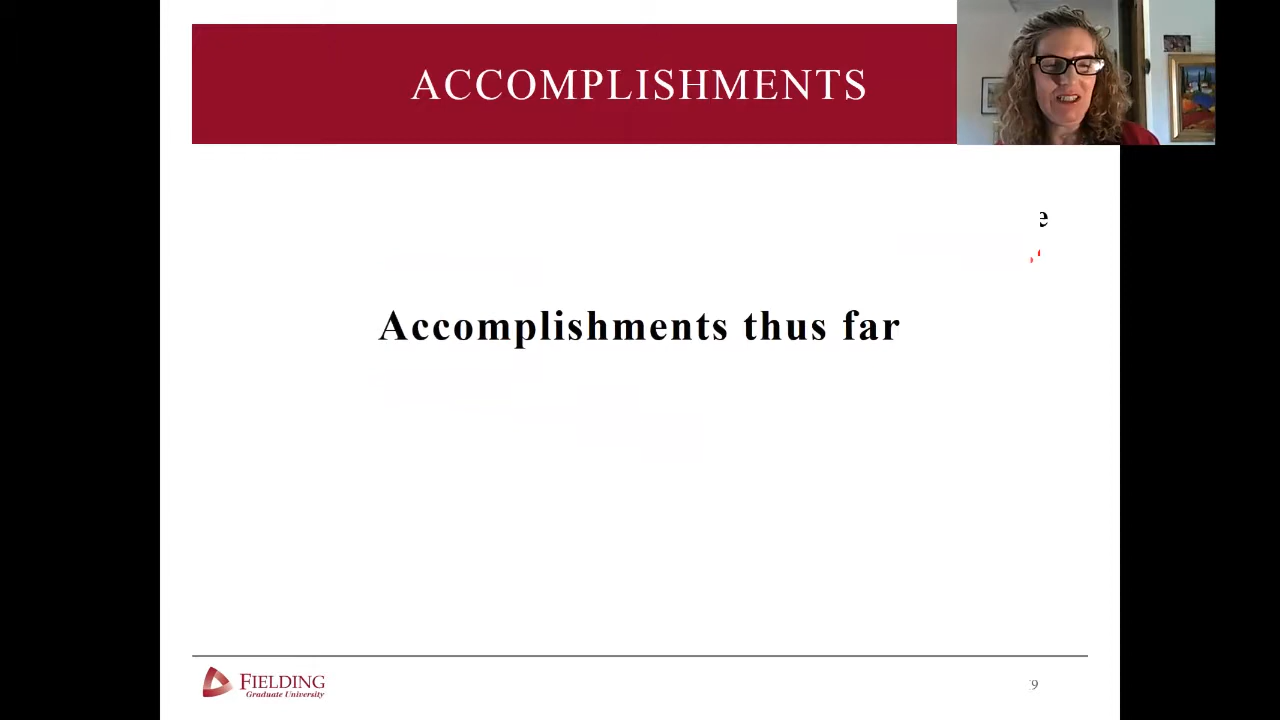 ACCOMPLISHMENTS
e
Accomplishments thus far
FIELDING
Graduate University
9